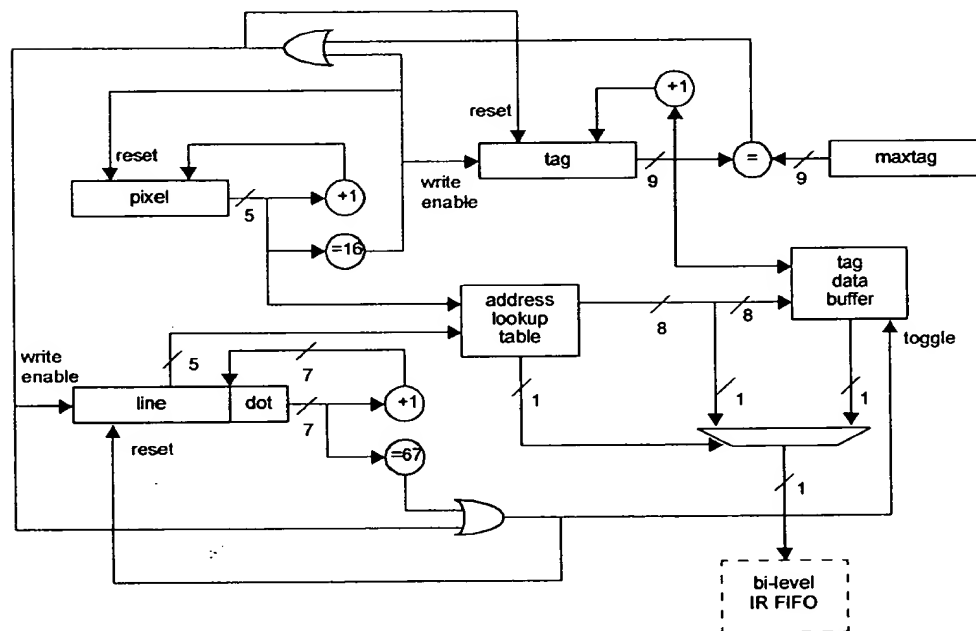 reset
+1
reset
tag
=
maxtag
9
9
write
enable
pixel
5
+1
=16
address
lookup
table
8
8
tag
data
buffer
toggle
write
enable
5
7
line
dot
7
+1
1
1
1
reset
=67
1
bi-level
IR FIFO